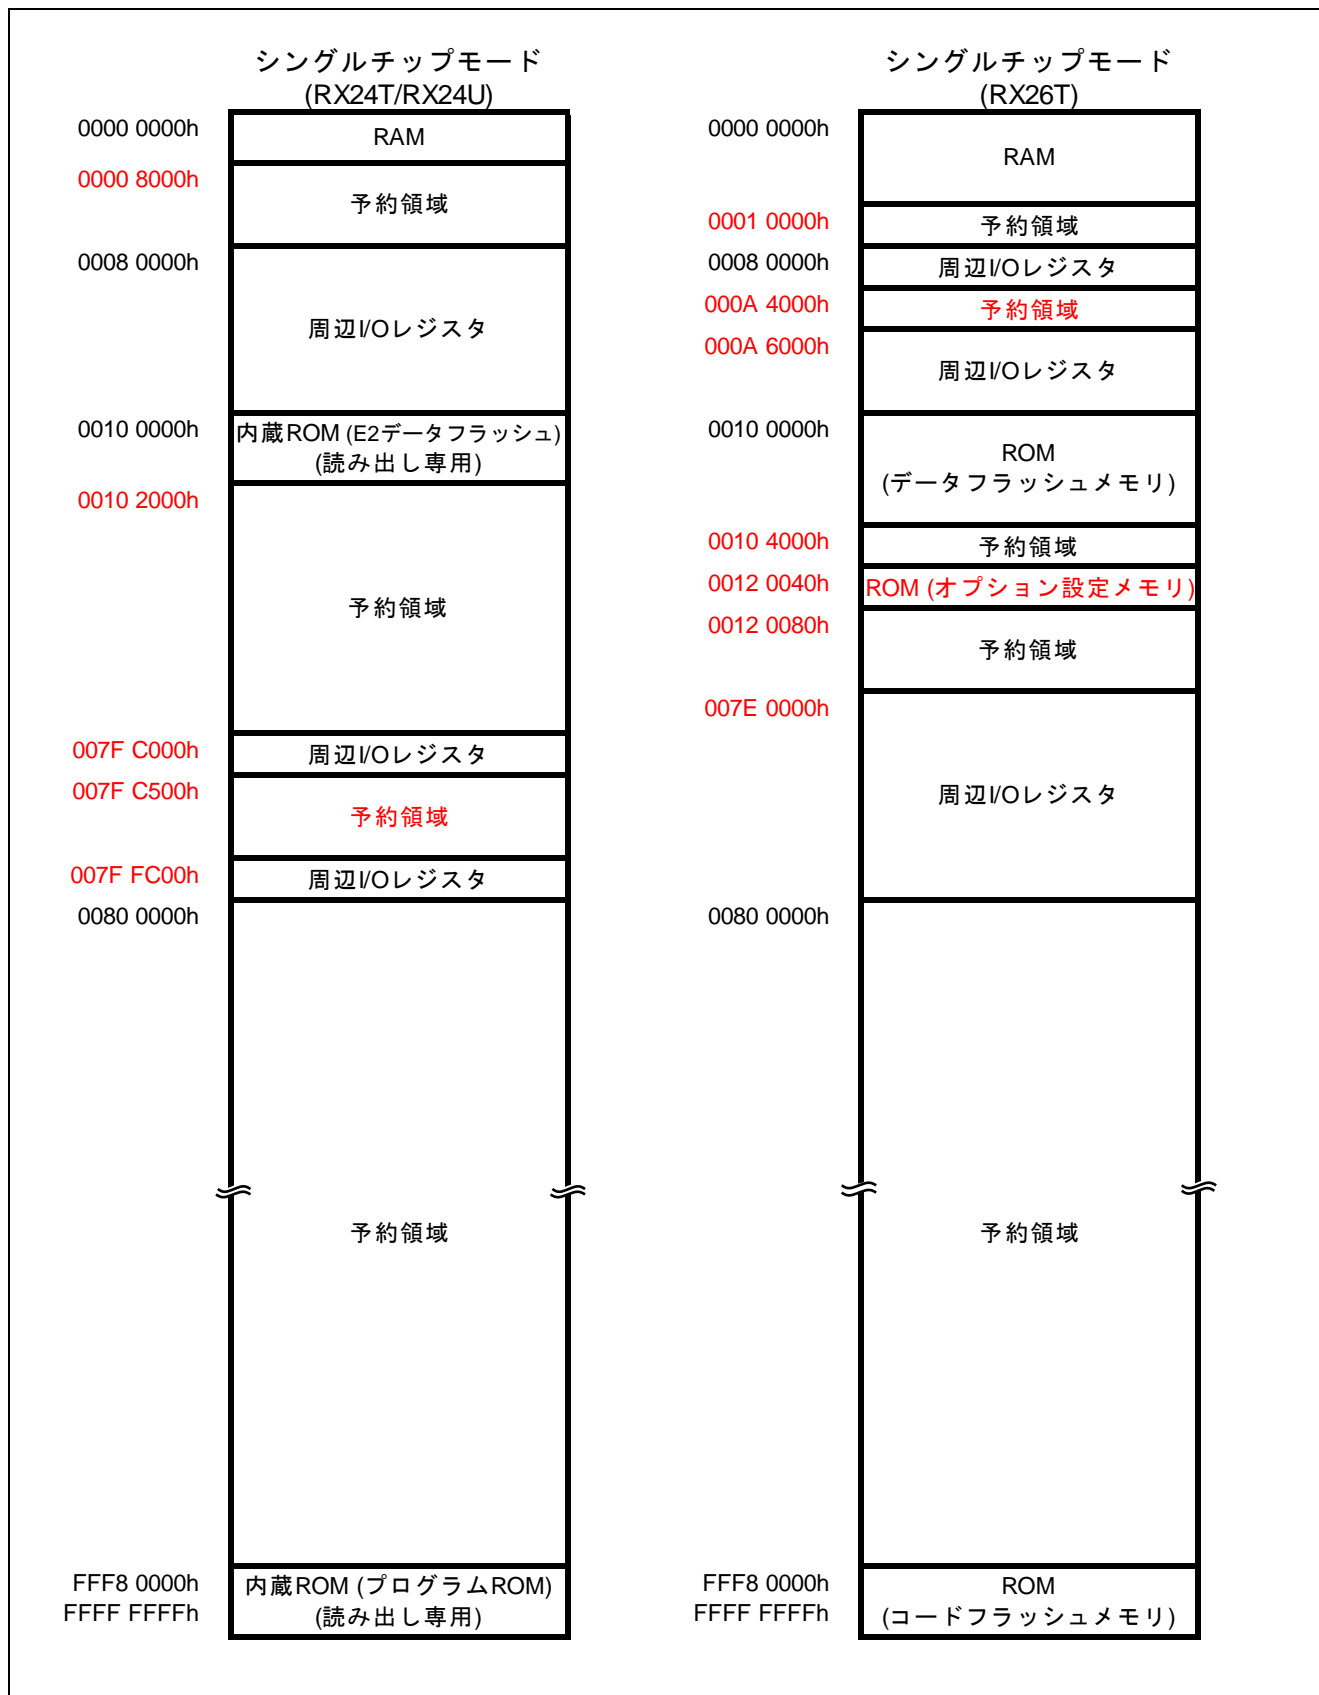 シングルチップモード
(RX24T/RX24U)
0000 0000h
RAM
0000 8000h
予約領域
0008 0000h
周辺I/Oレジスタ
0010 0000h
内蔵ROM (E2データフラッシュ)
(読み出し専用)
0010 2000h
予約領域
007F C000h
周辺I/Oレジスタ
007F C500h
予約領域
007F FC00h
周辺I/Oレジスタ
0080 0000h
予約領域
FFF8 0000h
内蔵ROM (プログラムROM)
FFFF FFFFh
(読み出し専用)
シングルチップモード
(RX26T)
0000 0000h
RAM
0001 0000h
予約領域
0008 0000h
周辺I/Oレジスタ
000A 4000h
予約領域
000A 6000h
周辺I/Oレジスタ
0010 0000h
ROM
(データフラッシュメモリ)
0010 4000h
予約領域
0012 0040h
ROM (オプション設定メモリ)
0012 0080h
予約領域
007E 0000h
周辺I/Oレジスタ
0080 0000h
予約領域
FFF8 0000h
ROM
FFFF FFFFh
(コードフラッシュメモリ)